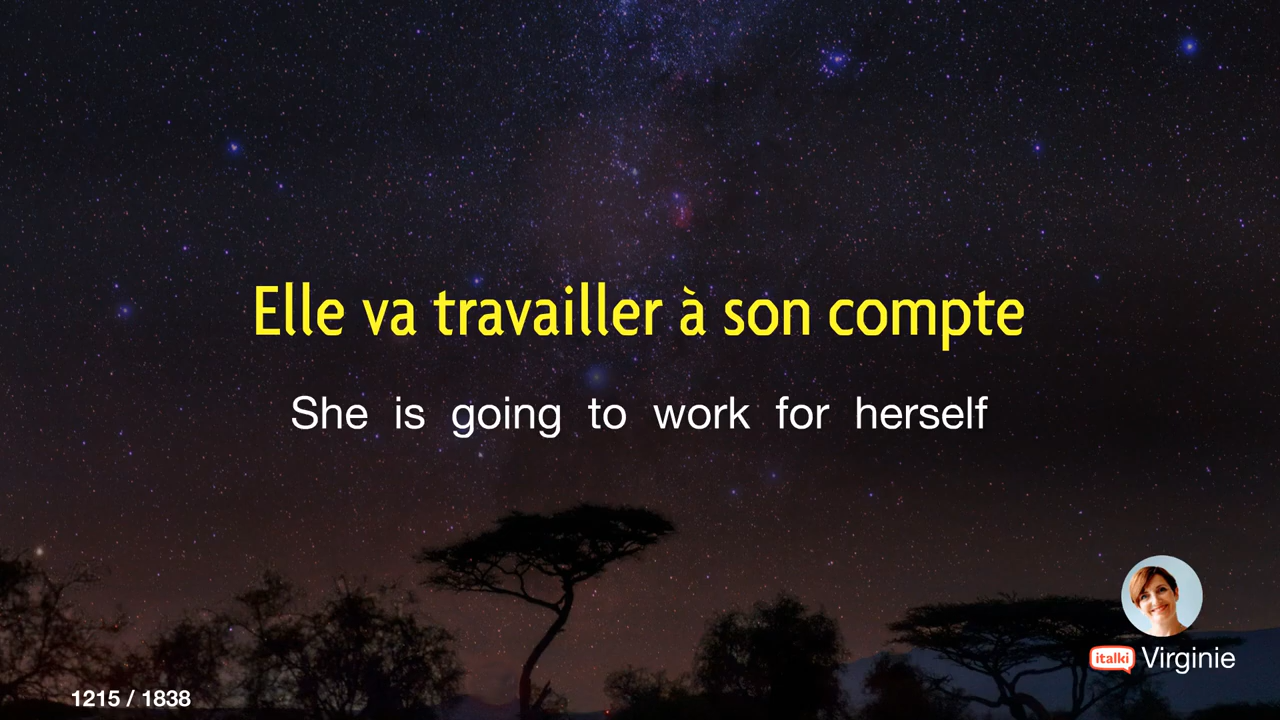 Elle va travailler à son compte
She is going to work for herself
italki Virginie
1215 / 1838